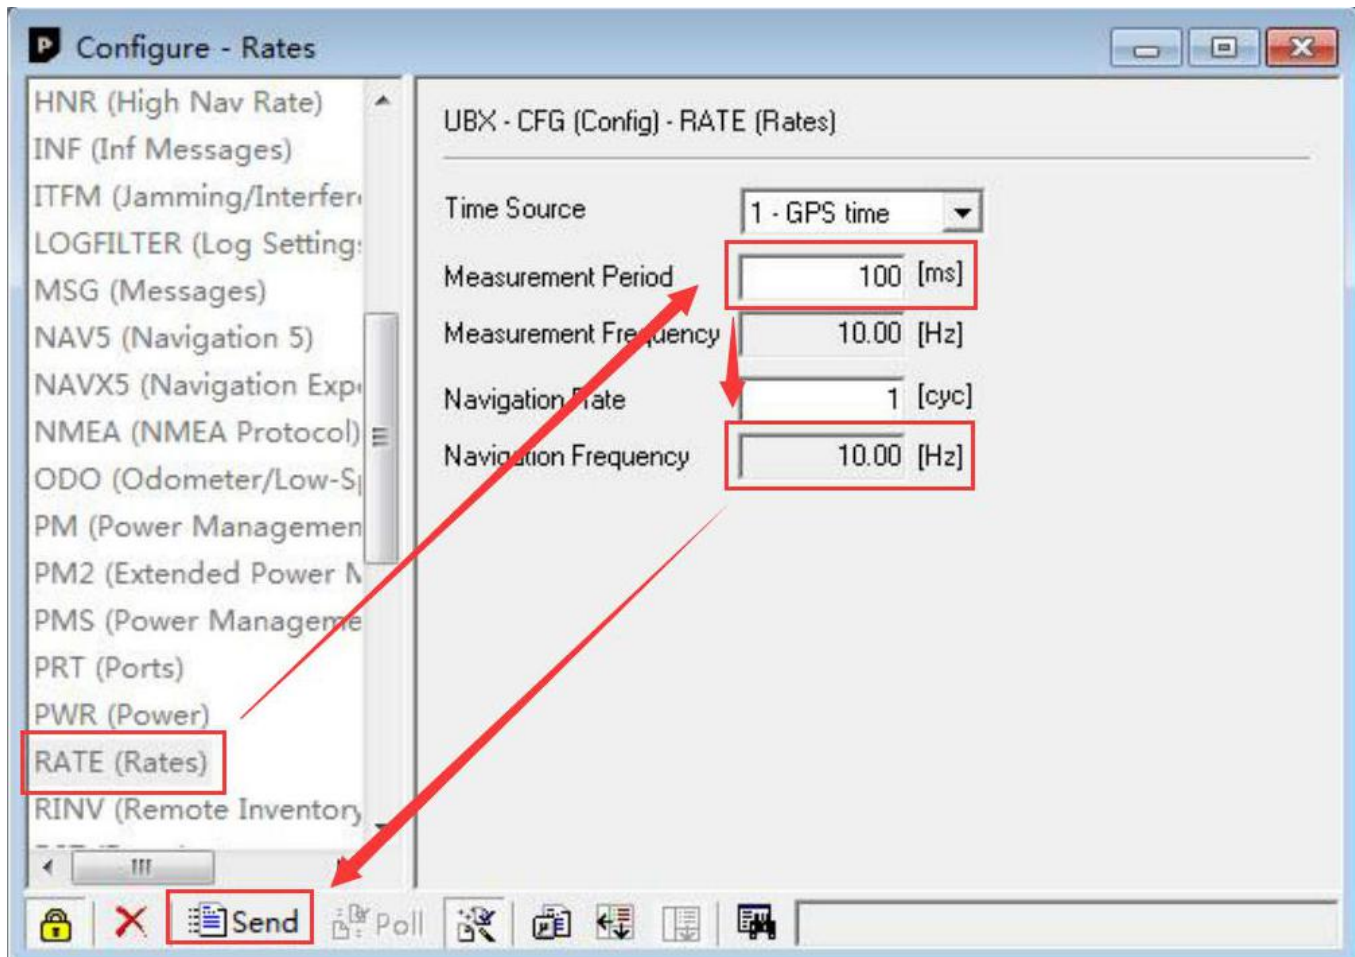 Configure - Rates
HNR (High Nav Rate)
INF (Inf Messages)
ITFM (Jamming/Interfer
LOGFILTER (Log Setting
MSG (Messages)
NAV5 (Navigation 5)
NAVX5 (Navigation Exp
NMEA (NMEA Protocol)
ODO (Odometer/Low-S
PM (Power Managemen
PM2 (Extended Power
PMS (Power Manageme
PRT (Ports)
PWR (Power)
RATE (Rates)
RINV (Remote Inventory
UBX - CFG (Config) - RATE (Rates)
Time Source 1 - GPS time
Measurement Period 100 [ms]
Measurement Frequency 10.00 [Hz]
Navigation Rate 1 [cyc]
Navigation Frequency 10.00 [Hz]
Send Poll